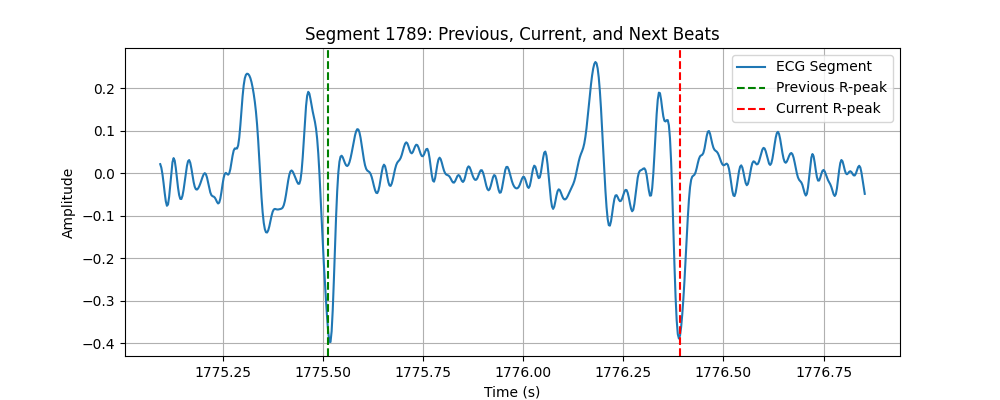 Segment 1789: Previous, Current, and Next Beats
ECG Segment
Previous R-peak
Current R-peak
Amplitude
0.2
0.1
0.0
−0.1
−0.2
−0.3
−0.4
1775.25 1775.50 1775.75 1776.00 1776.25 1776.50 1776.75
Time (s)